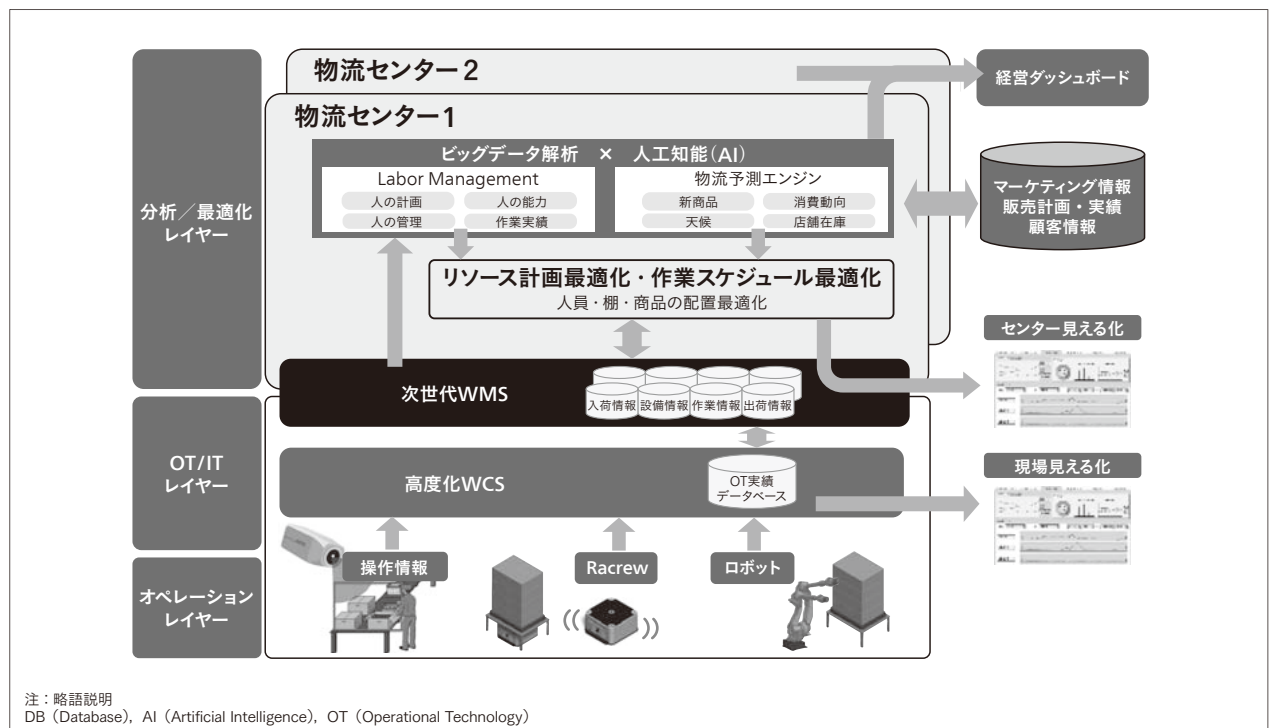 物流センター2
物流センター1
経営ダッシュボード
ビッグデータ解析 × 人工知能(AI)
Labor Management
人の計画
人の能力
人の管理
作業実績
物流予測エンジン
新商品
消費動向
天候
店舗在庫
マーケティング情報
販売計画・実績
顧客情報
分析/最適化
レイヤー
リソース計画最適化・作業スケジュール最適化
人員・棚・商品の配置最適化
センター見える化
次世代WMS
入荷情報
設備情報
作業情報
出荷情報
OT/IT
レイヤー
高度化WCS
OT実績
データベース
現場見える化
オペレーション
レイヤー
操作情報
Racrew
ロボット
注:略語説明
DB(Database),AI(Artificial Intelligence),OT(Operational Technology)